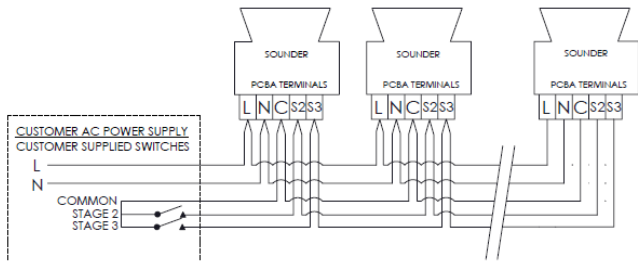 SOUNDER SOUNDER SOUNDER
PCBA TERMINALS PCBA TERMINALS PCBA TERMINALS
L N C S2 S3 L N C S2 S3 L N C S2 S3
CUSTOMER AC POWER SUPPLY
CUSTOMER SUPPLIED SWITCHES
L
N
COMMON
STAGE 2
STAGE 3